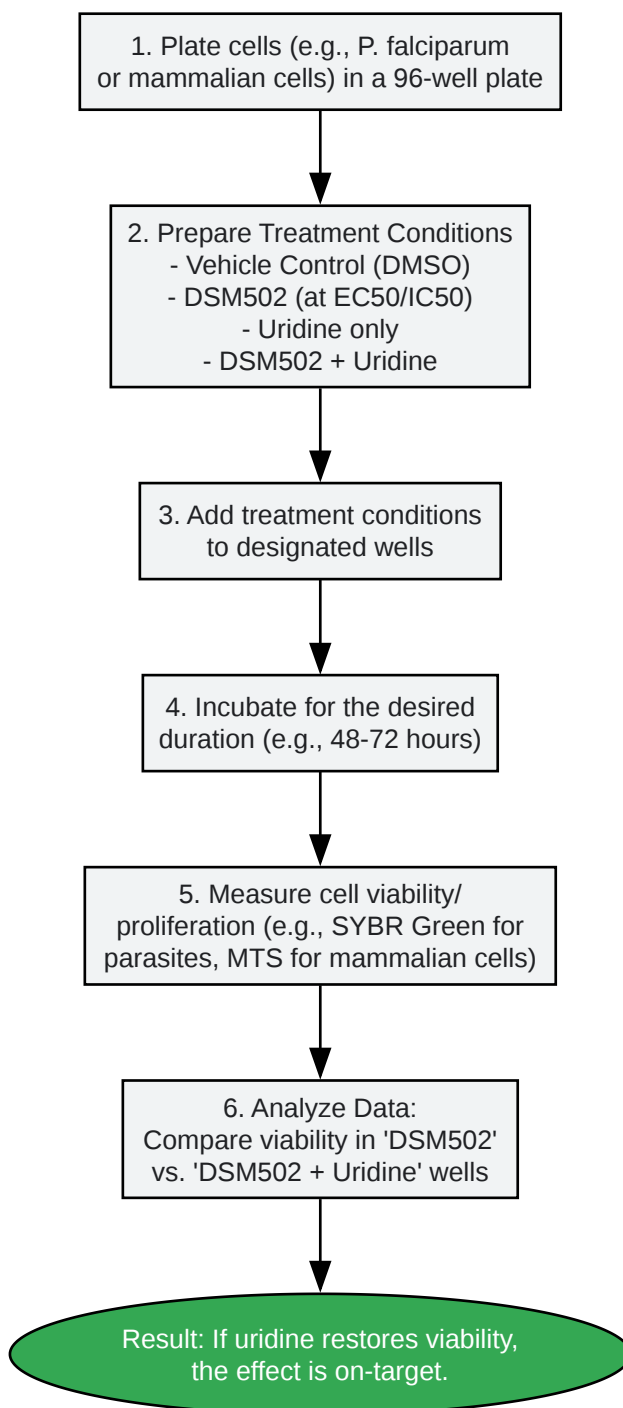 1. Plate cells (e.g., P. falciparum
or mammalian cells) in a 96-well plate
2. Prepare Treatment Conditions
- Vehicle Control (DMSO)
- DSM502 (at EC50/IC50)
- Uridine only
- DSM502 + Uridine
3. Add treatment conditions
to designated wells
4. Incubate for the desired
duration (e.g., 48-72 hours)
5. Measure cell viability/
proliferation (e.g., SYBR Green for
parasites, MTS for mammalian cells)
6. Analyze Data:
Compare viability in 'DSM502'
vs. 'DSM502 + Uridine' wells
Result: If uridine restores viability,
the effect is on-target.